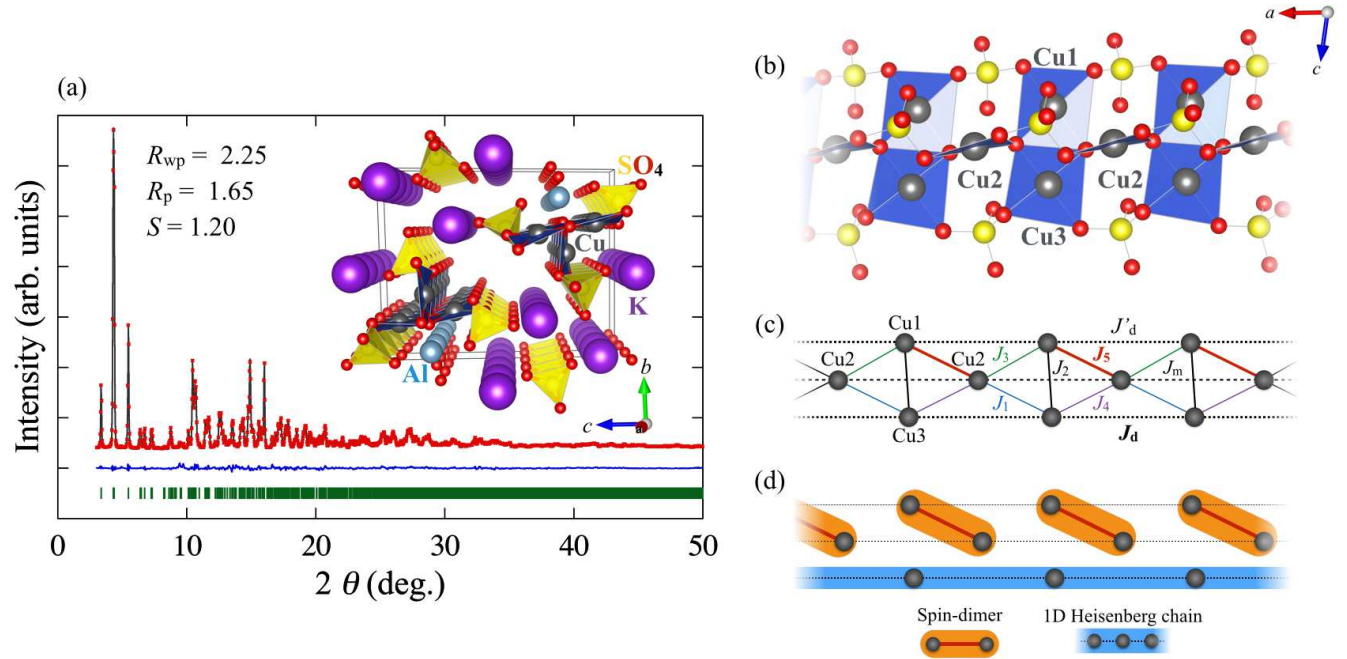 (a)
Intensity (arb. units)
Rwp = 2.25
Rp = 1.65
S = 1.20
SO4
Cu
K
Al
b
c
a
0 10 20 30 40 50
2 θ (deg.)
(b)
a
c
Cu1
Cu2 Cu2
Cu3
(c)
Cu1 J'd
Cu2 Cu2 J3 J2 J5 Jm
J1 J4
Cu3 Jd
(d)
Spin-dimer 1D Heisenberg chain